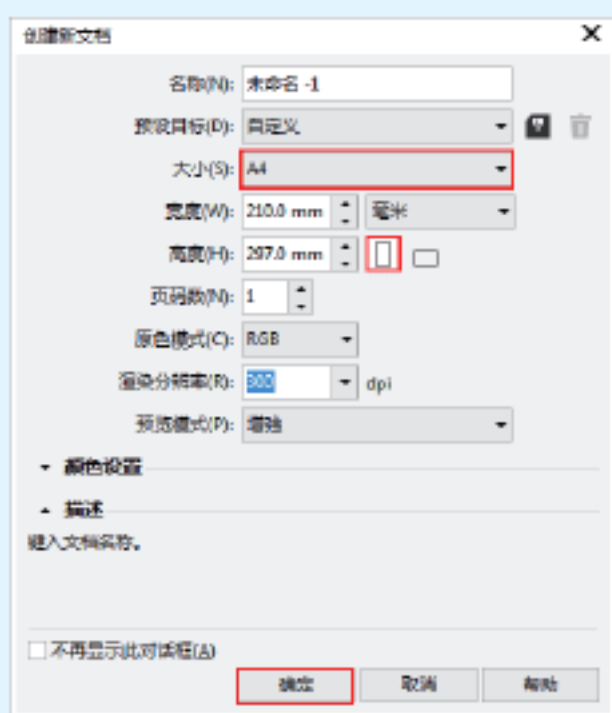 创建新文档
名称(N): 未命名 -1
预设目标(D): 自定义
大小(S): A4
宽度(W): 210.0 mm 毫米
高度(H): 297.0 mm
页码数(N): 1
原色模式(C): RGB
渲染分辨率(R): 300 dpi
预览模式(P): 增强
颜色设置
描述
键入文档名称。
不再显示此对话框(A)
确定 取消 帮助